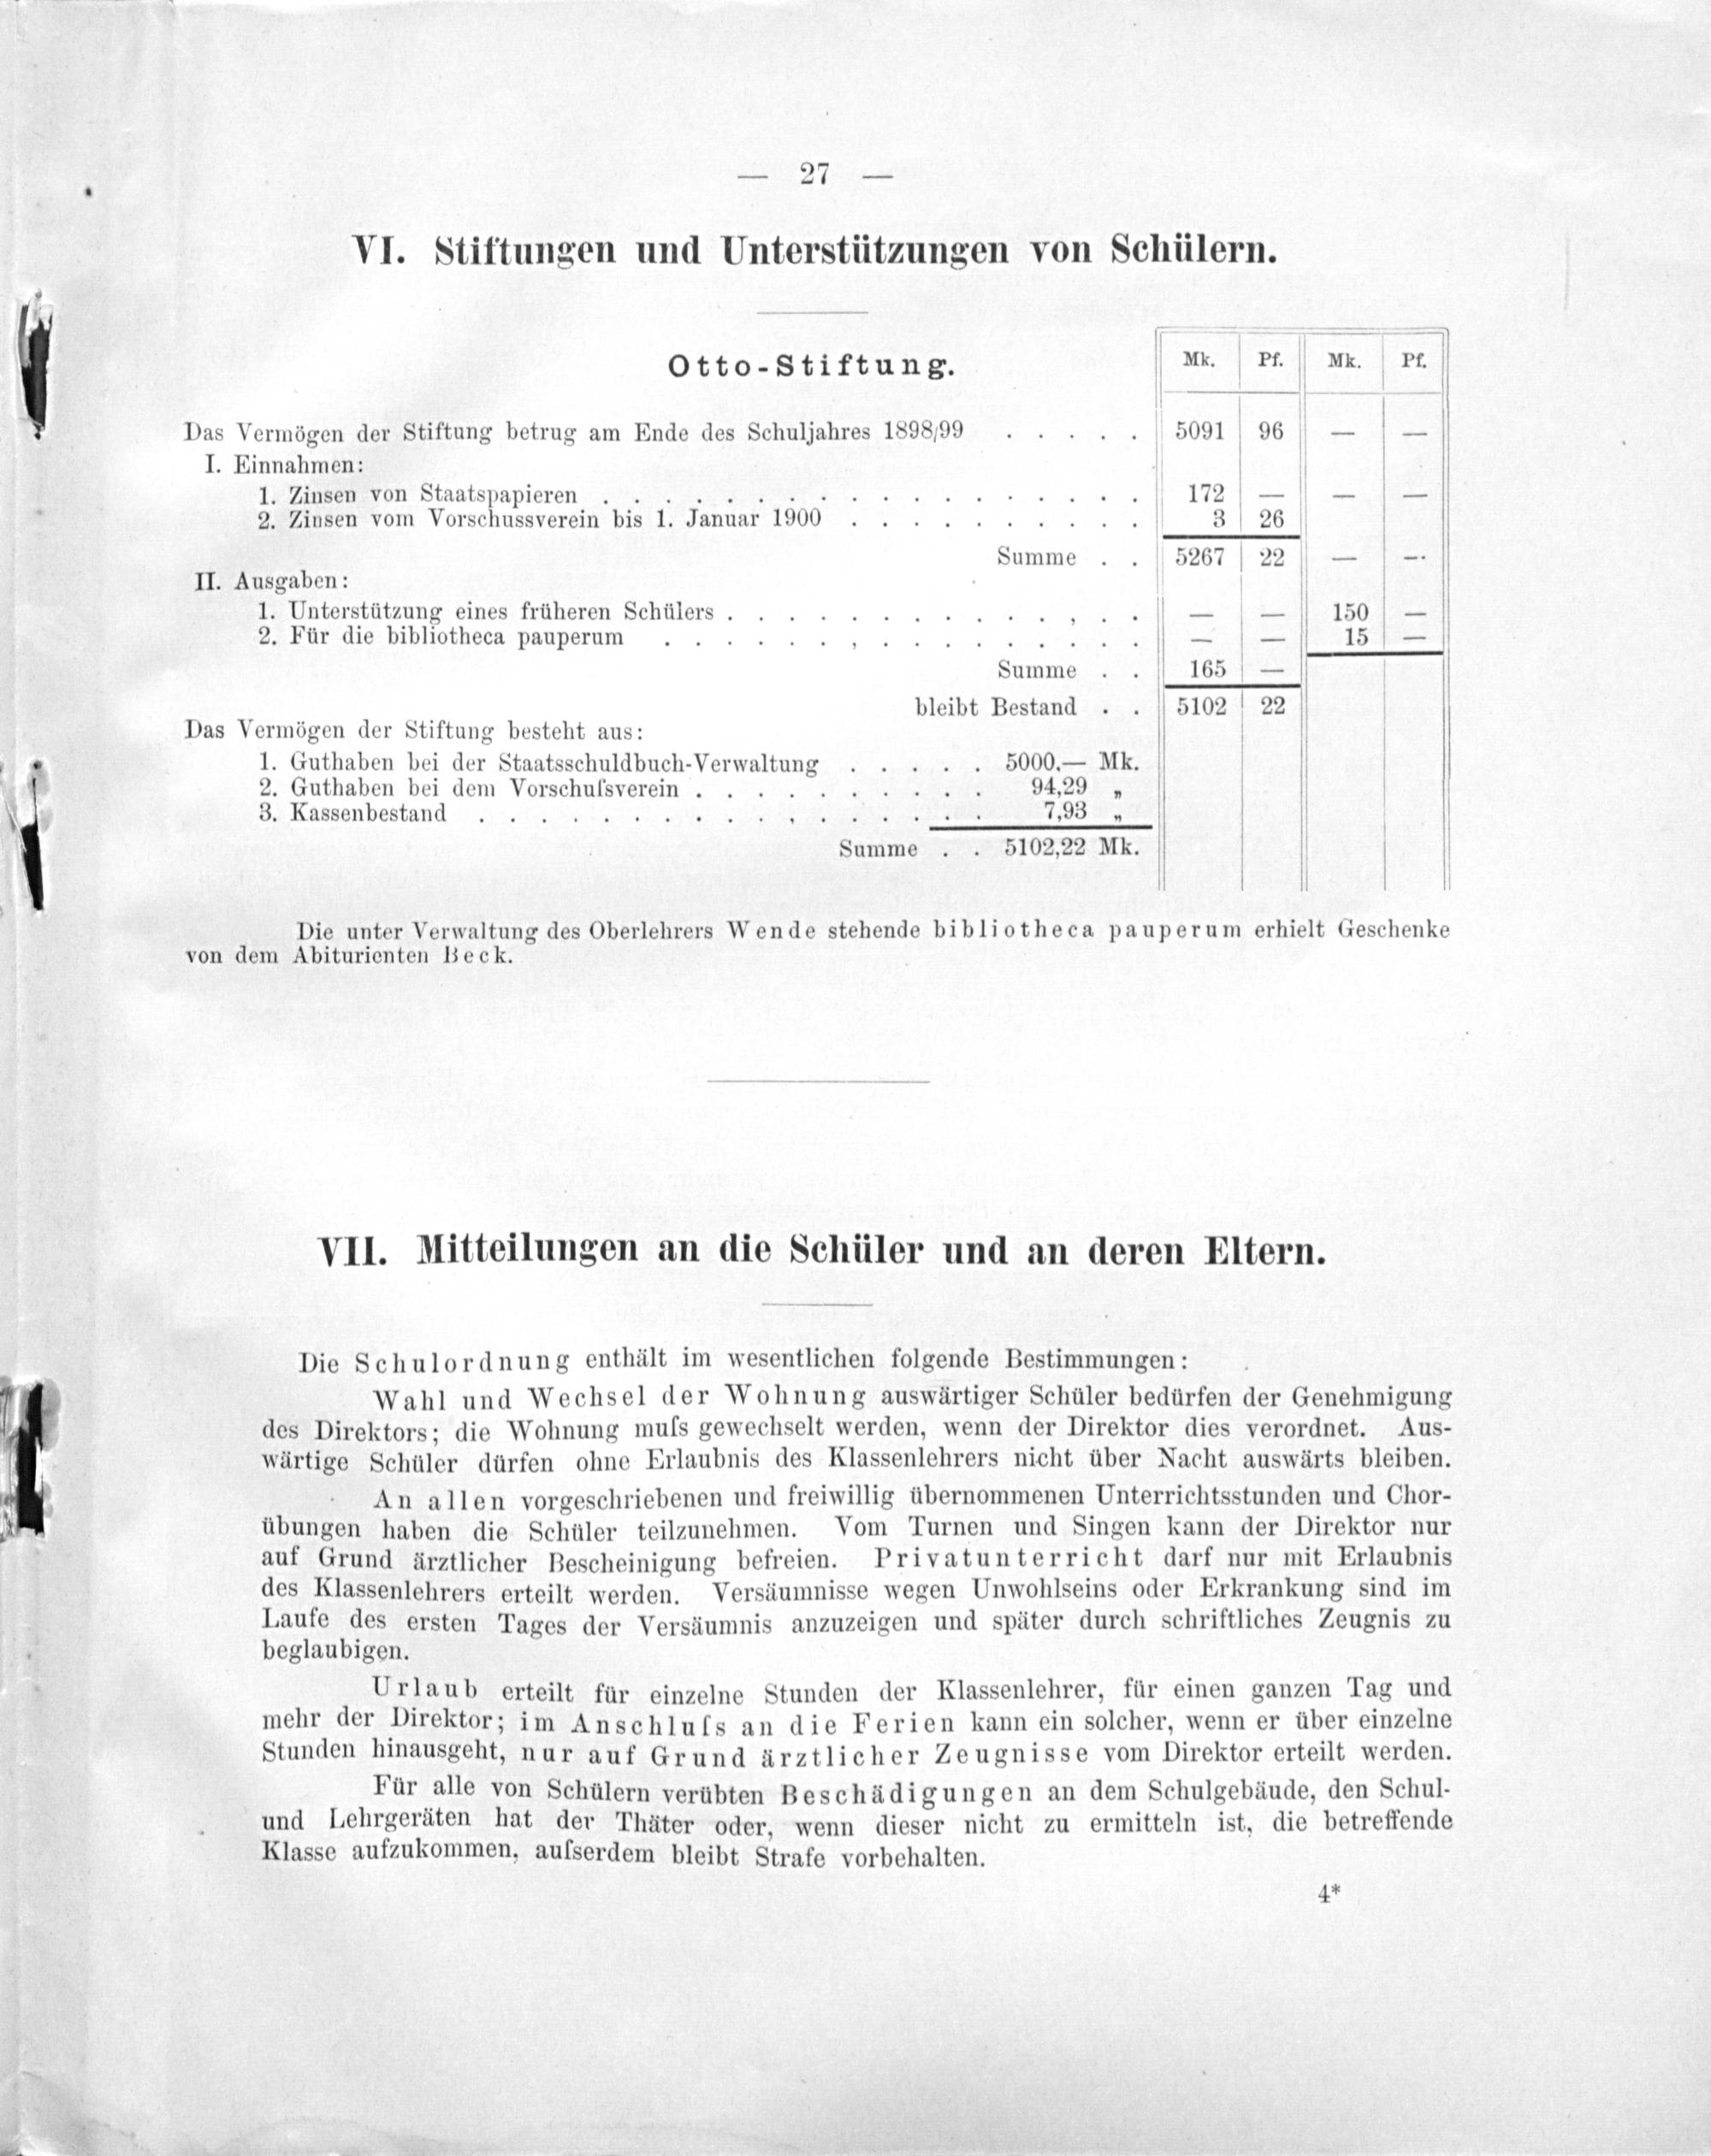 — 27 —
VI. Stiftungen und Unterstützungen von Schülern.
Otto-Stiftung. Mk. Pf. Mk. Pf.
Das Vermögen der Stiftung betrug am Ende des Schuljahres 1898/99 . . . . . 5091 96 — —
I. Einnahmen:
1. Zinsen von Staatspapieren . . . . . . . . . . . . . . . . . . 172 — — —
2. Zinsen vom Vorschussverein bis 1. Januar 1900 . . . . . . . . . . 3 26
Summe . . 5267 22 — —
II. Ausgaben:
1. Unterstützung eines früheren Schülers . . . . . . . . . . . . . . — — 150 —
2. Für die bibliotheca pauperum . . . . . . . . . . . . . . . . — — 15 —
Summe . . 165 —
bleibt Bestand . . 5102 22
Das Vermögen der Stiftung besteht aus:
1. Guthaben bei der Staatsschuldbuch-Verwaltung . . . . . 5000,— Mk.
2. Guthaben bei dem Vorschuſsverein . . . . . . . . . . 94,29 „
3. Kassenbestand . . . . . . . . . . . . . . . . . 7,93 „
Summe . . 5102,22 Mk.
Die unter Verwaltung des Oberlehrers Wende stehende bibliotheca pauperum erhielt Geschenke
von dem Abiturienten Beck.
VII. Mitteilungen an die Schüler und an deren Eltern.
Die Schulordnung enthält im wesentlichen folgende Bestimmungen:
Wahl und Wechsel der Wohnung auswärtiger Schüler bedürfen der Genehmigung
des Direktors; die Wohnung muſs gewechselt werden, wenn der Direktor dies verordnet. Aus-
wärtige Schüler dürfen ohne Erlaubnis des Klassenlehrers nicht über Nacht auswärts bleiben.
An allen vorgeschriebenen und freiwillig übernommenen Unterrichtsstunden und Chor-
übungen haben die Schüler teilzunehmen. Vom Turnen und Singen kann der Direktor nur
auf Grund ärztlicher Bescheinigung befreien. Privatunterricht darf nur mit Erlaubnis
des Klassenlehrers erteilt werden. Versäumnisse wegen Unwohlseins oder Erkrankung sind im
Laufe des ersten Tages der Versäumnis anzuzeigen und später durch schriftliches Zeugnis zu
beglaubigen.
Urlaub erteilt für einzelne Stunden der Klassenlehrer, für einen ganzen Tag und
mehr der Direktor; im Anschluſs an die Ferien kann ein solcher, wenn er über einzelne
Stunden hinausgeht, nur auf Grund ärztlicher Zeugnisse vom Direktor erteilt werden.
Für alle von Schülern verübten Beschädigungen an dem Schulgebäude, den Schul-
und Lehrgeräten hat der Thäter oder, wenn dieser nicht zu ermitteln ist, die betreffende
Klasse aufzukommen, auſserdem bleibt Strafe vorbehalten.
4*